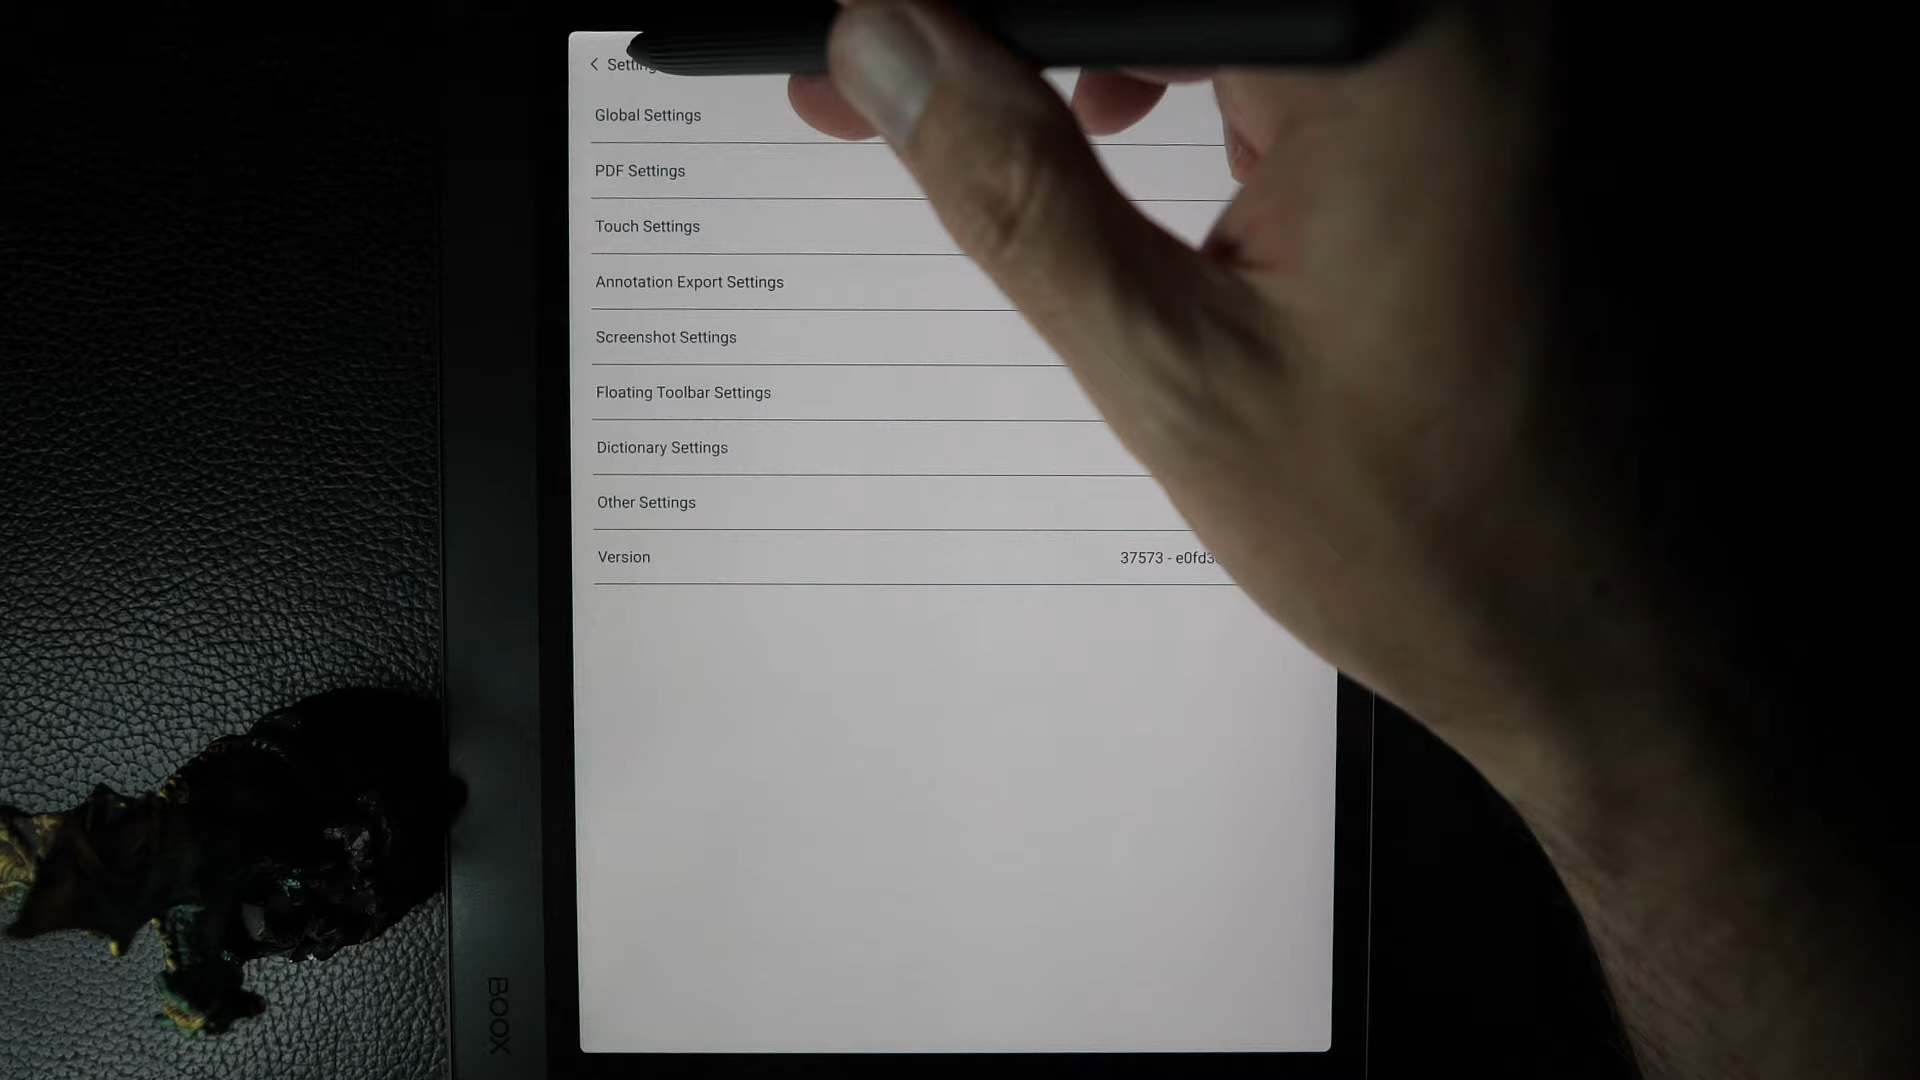 Global Settings
PDF Settings
Touch Settings
Annotation Export Settings
Screenshot Settings
Floating Toolbar Settings
Dictionary Settings
Other Settings
Version 37573 -
BOOX